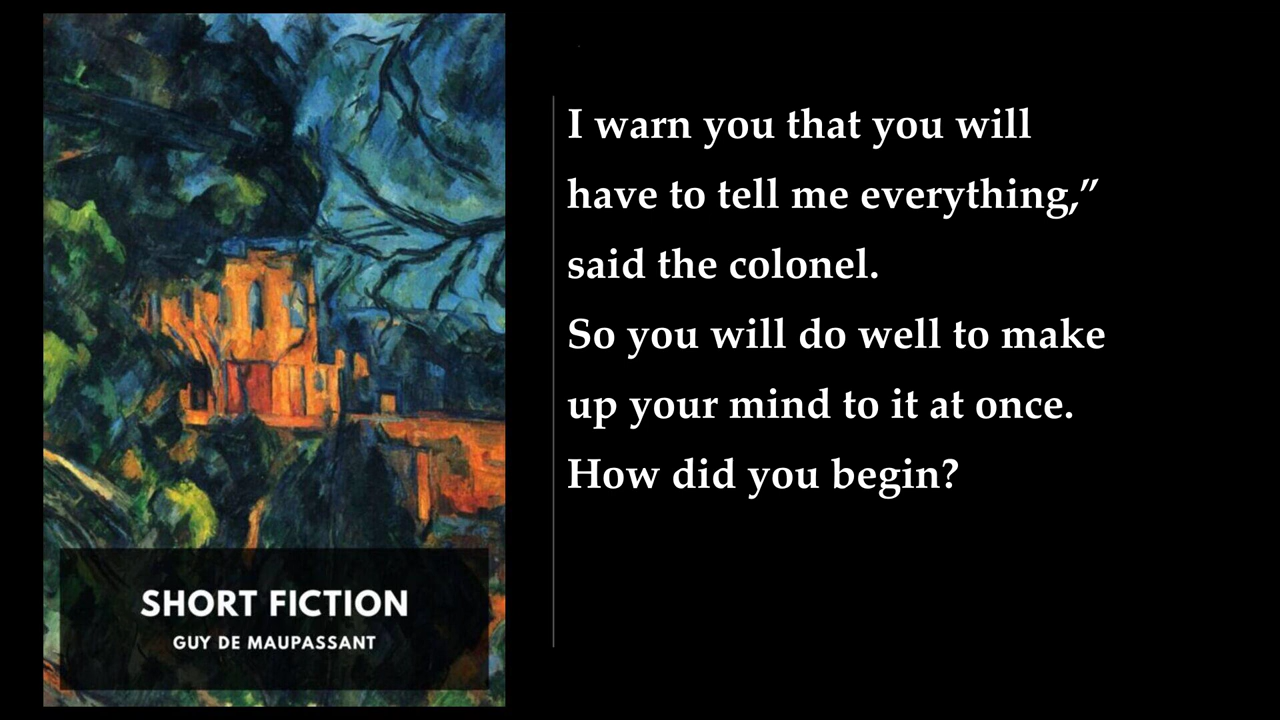 I warn you that you will
have to tell me everything,”
said the colonel.
So you will do well to make
up your mind to it at once.
How did you begin?
SHORT FICTION
GUY DE MAUPASSANT